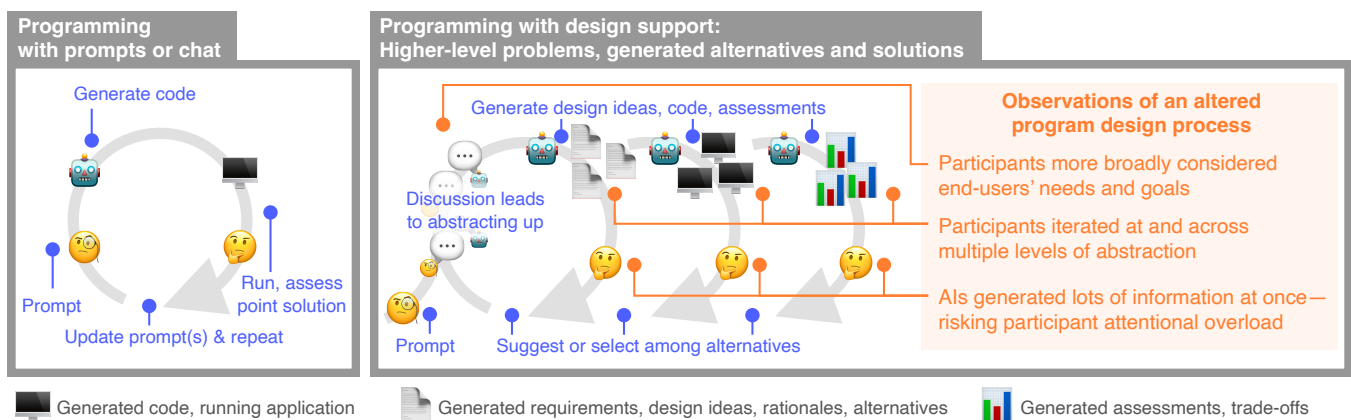 Programming
with prompts or chat
Generate code
Prompt
Run, assess
point solution
Update prompt(s) & repeat
Programming with design support:
Higher-level problems, generated alternatives and solutions
Generate design ideas, code, assessments
Discussion leads
to abstracting up
Prompt
Suggest or select among alternatives
Observations of an altered
program design process
Participants more broadly considered
end-users’ needs and goals
Participants iterated at and across
multiple levels of abstraction
AIs generated lots of information at once—
risking participant attentional overload
Generated code, running application
Generated requirements, design ideas, rationales, alternatives
Generated assessments, trade-offs